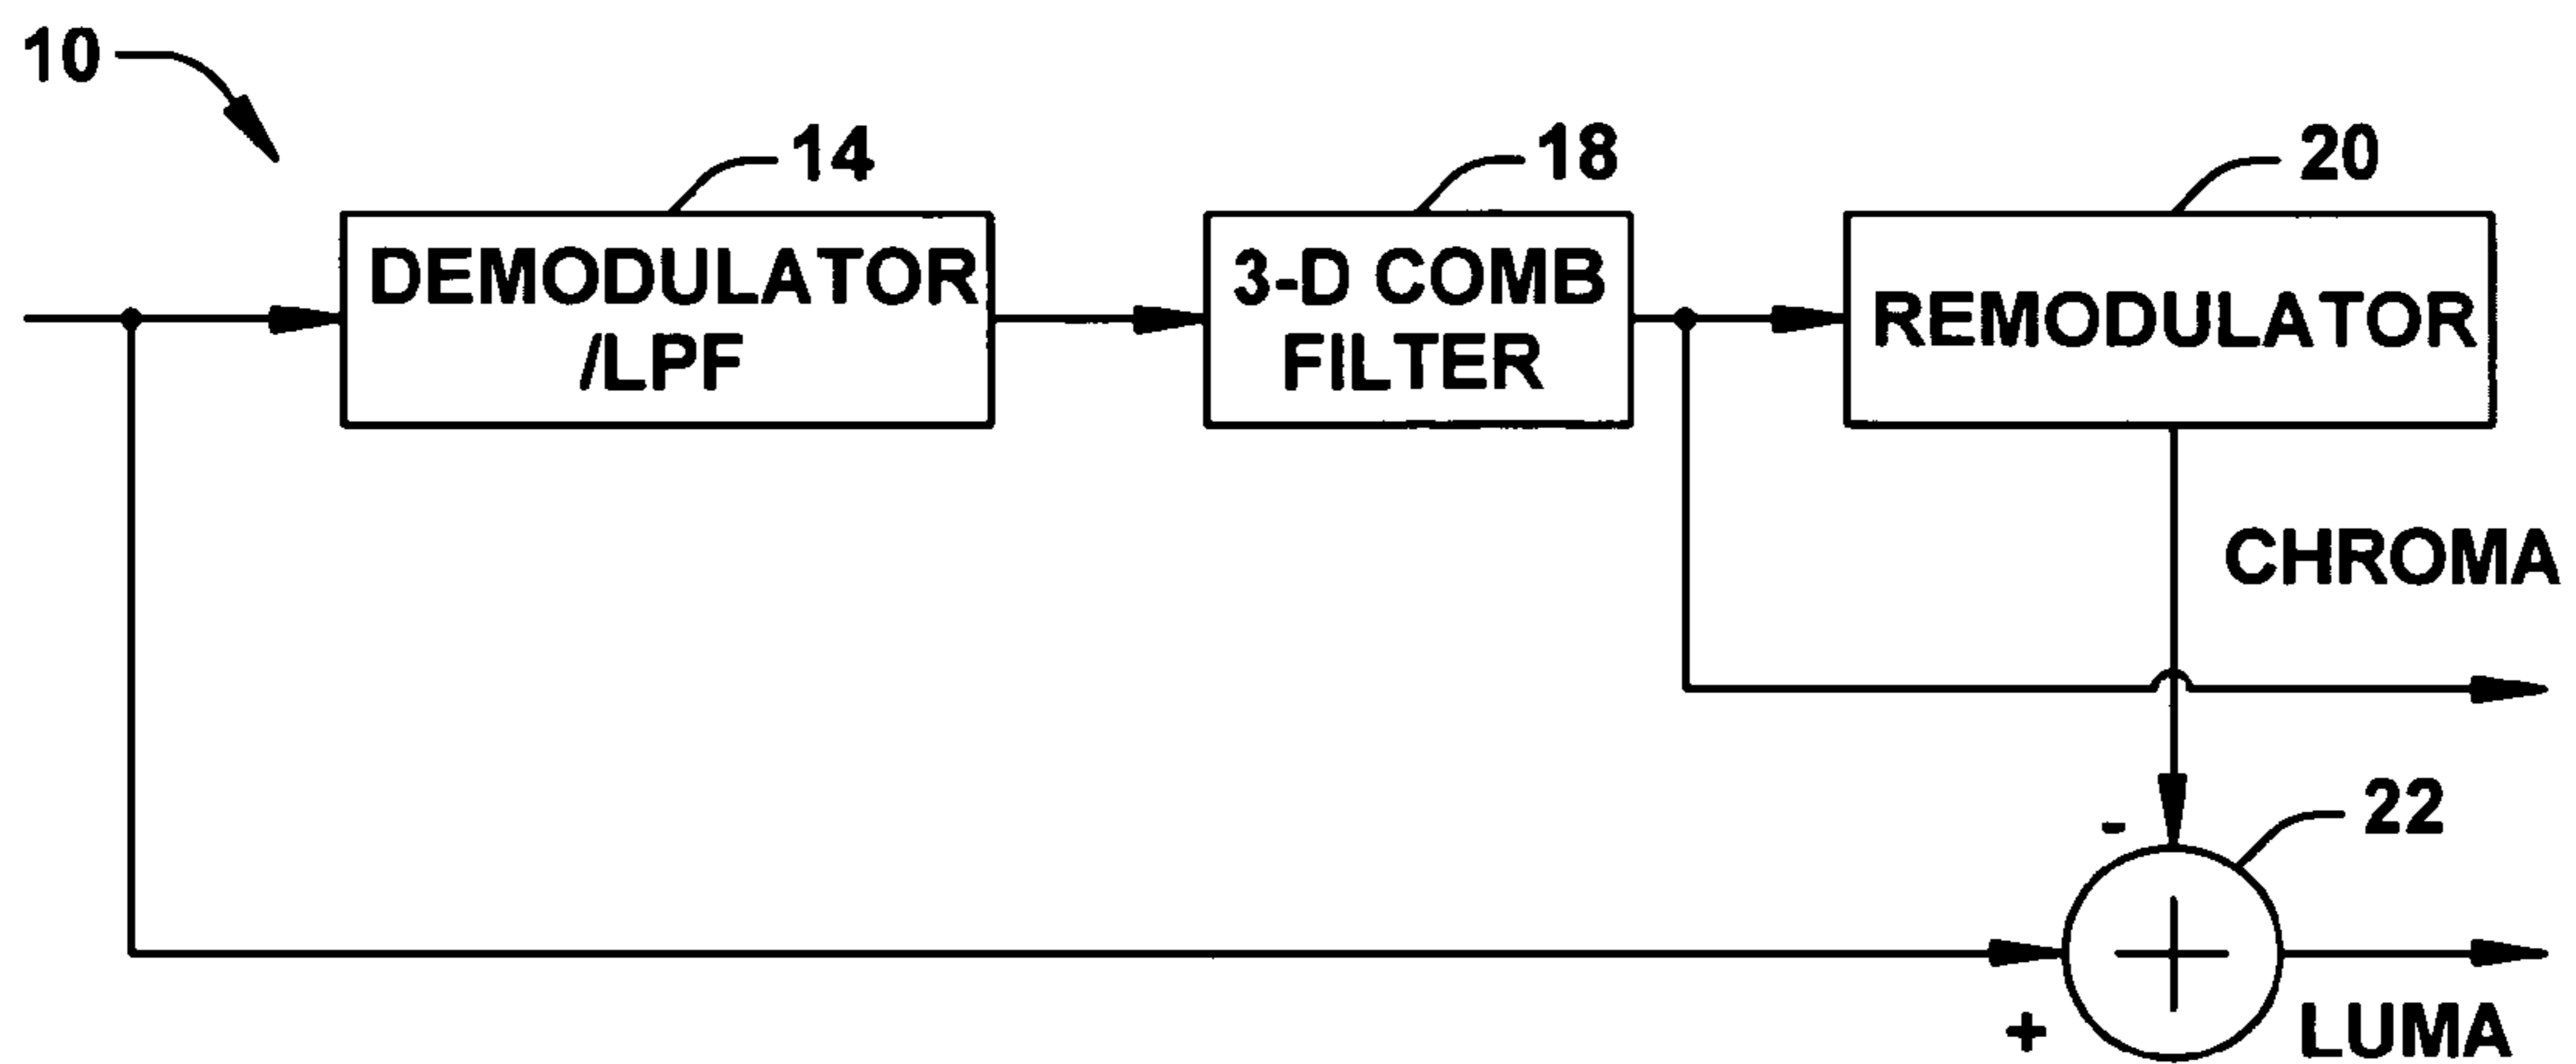 10
14
18
20
DEMODULATOR
/LPF
3-D COMB
FILTER
REMODULATOR
CHROMA
22
-
+
LUMA